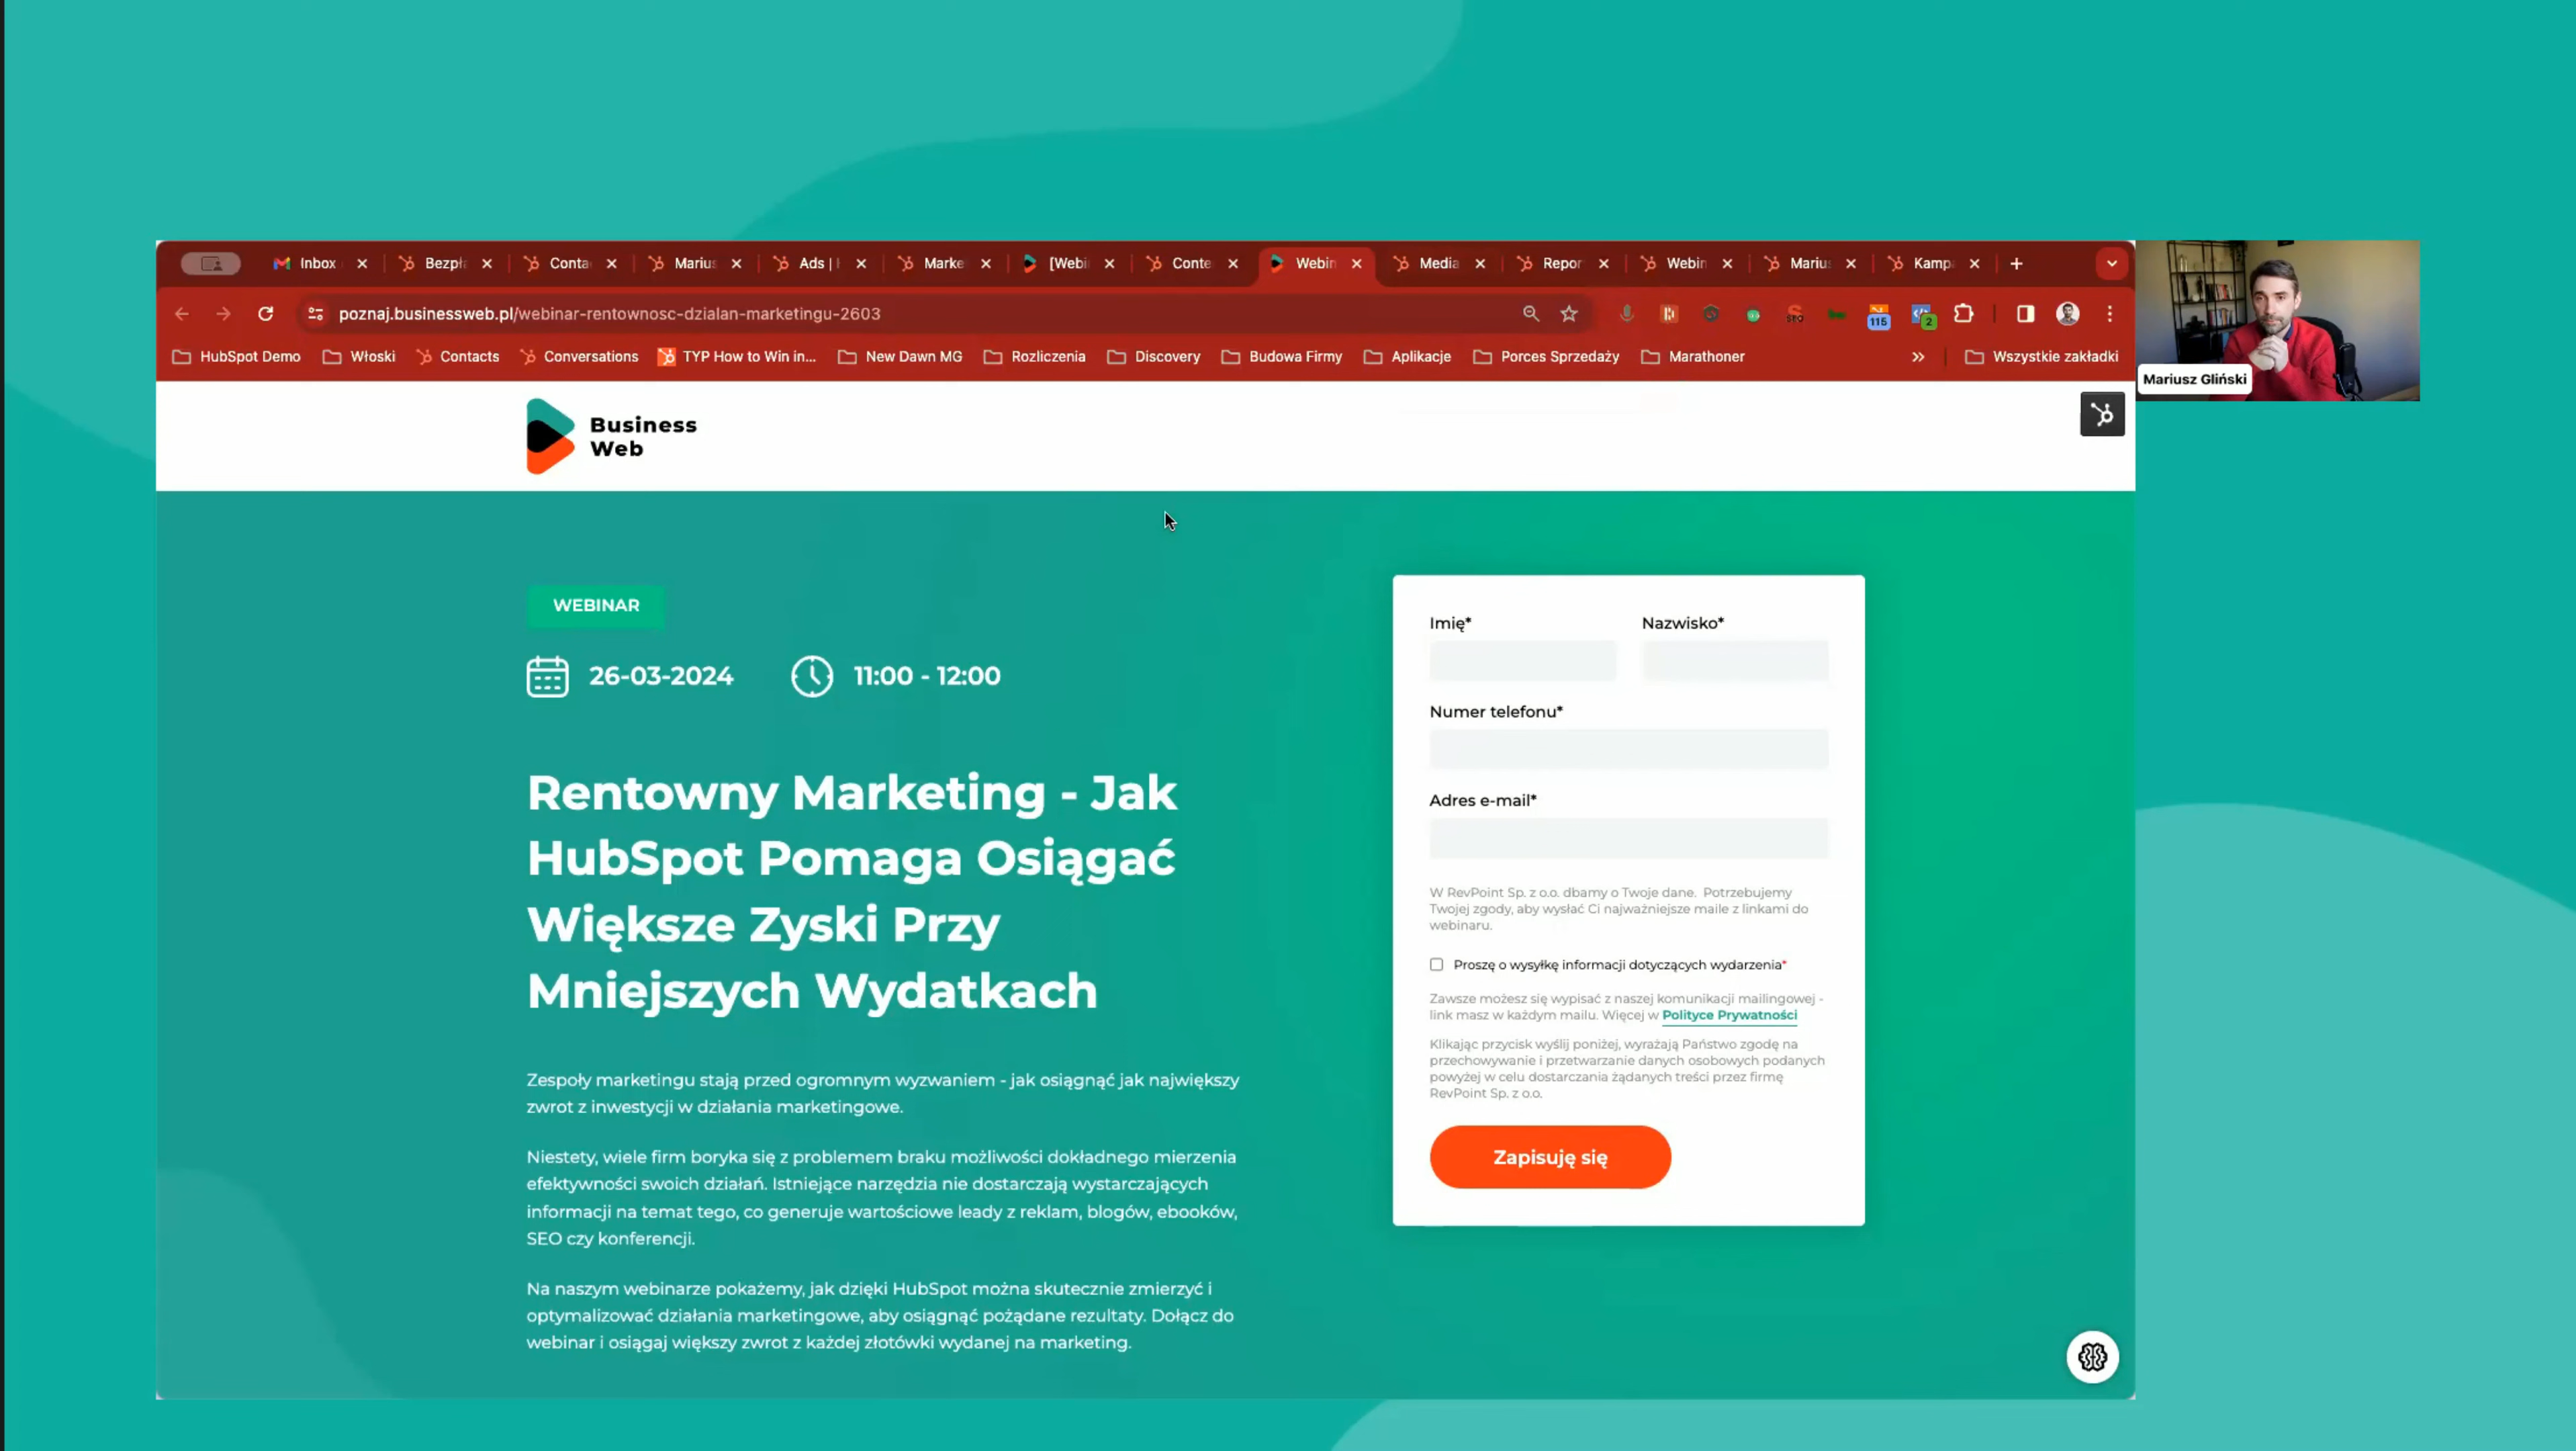 Inbox
Bezpł
Conta
Marius
Ads |
Marke
[Webi
Conte
Webin
Media
Repor
Webin
Mariu
Kamp
poznaj.businessweb.pl/webinar-rentownosc-dzialan-marketingu-2603
115
2
HubSpot Demo
Włoski
Contacts
Conversations
TYP How to Win in...
New Dawn MG
Rozliczenia
Discovery
Budowa Firmy
Aplikacje
Porces Sprzedaży
Marathoner
Wszystkie zakładki
Mariusz Gliński
Business
Web
WEBINAR
26-03-2024
11:00 - 12:00
Rentowny Marketing - Jak
HubSpot Pomaga Osiągać
Większe Zyski Przy
Mniejszych Wydatkach
Zespoły marketingu stają przed ogromnym wyzwaniem - jak osiągnąć jak największy
zwrot z inwestycji w działania marketingowe.
Niestety, wiele firm boryka się z problemem braku możliwości dokładnego mierzenia
efektywności swoich działań. Istniejące narzędzia nie dostarczają wystarczających
informacji na temat tego, co generuje wartościowe leady z reklam, blogów, ebooków,
SEO czy konferencji.
Na naszym webinarze pokażemy, jak dzięki HubSpot można skutecznie zmierzyć i
optymalizować działania marketingowe, aby osiągnąć pożądane rezultaty. Dołącz do
webinar i osiągaj większy zwrot z każdej złotówki wydanej na marketing.
Imię*
Nazwisko*
Numer telefonu*
Adres e-mail*
W RevPoint Sp. z o.o. dbamy o Twoje dane. Potrzebujemy
Twojej zgody, aby wysłać Ci najważniejsze maile z linkami do
webinaru.
Proszę o wysyłkę informacji dotyczących wydarzenia*
Zawsze możesz się wypisać z naszej komunikacji mailingowej -
link masz w każdym mailu. Więcej w Polityce Prywatności
Klikając przycisk wyślij poniżej, wyrażają Państwo zgodę na
przechowywanie i przetwarzanie danych osobowych podanych
powyżej w celu dostarczania żądanych treści przez firmę
RevPoint Sp. z o.o.
Zapisuję się